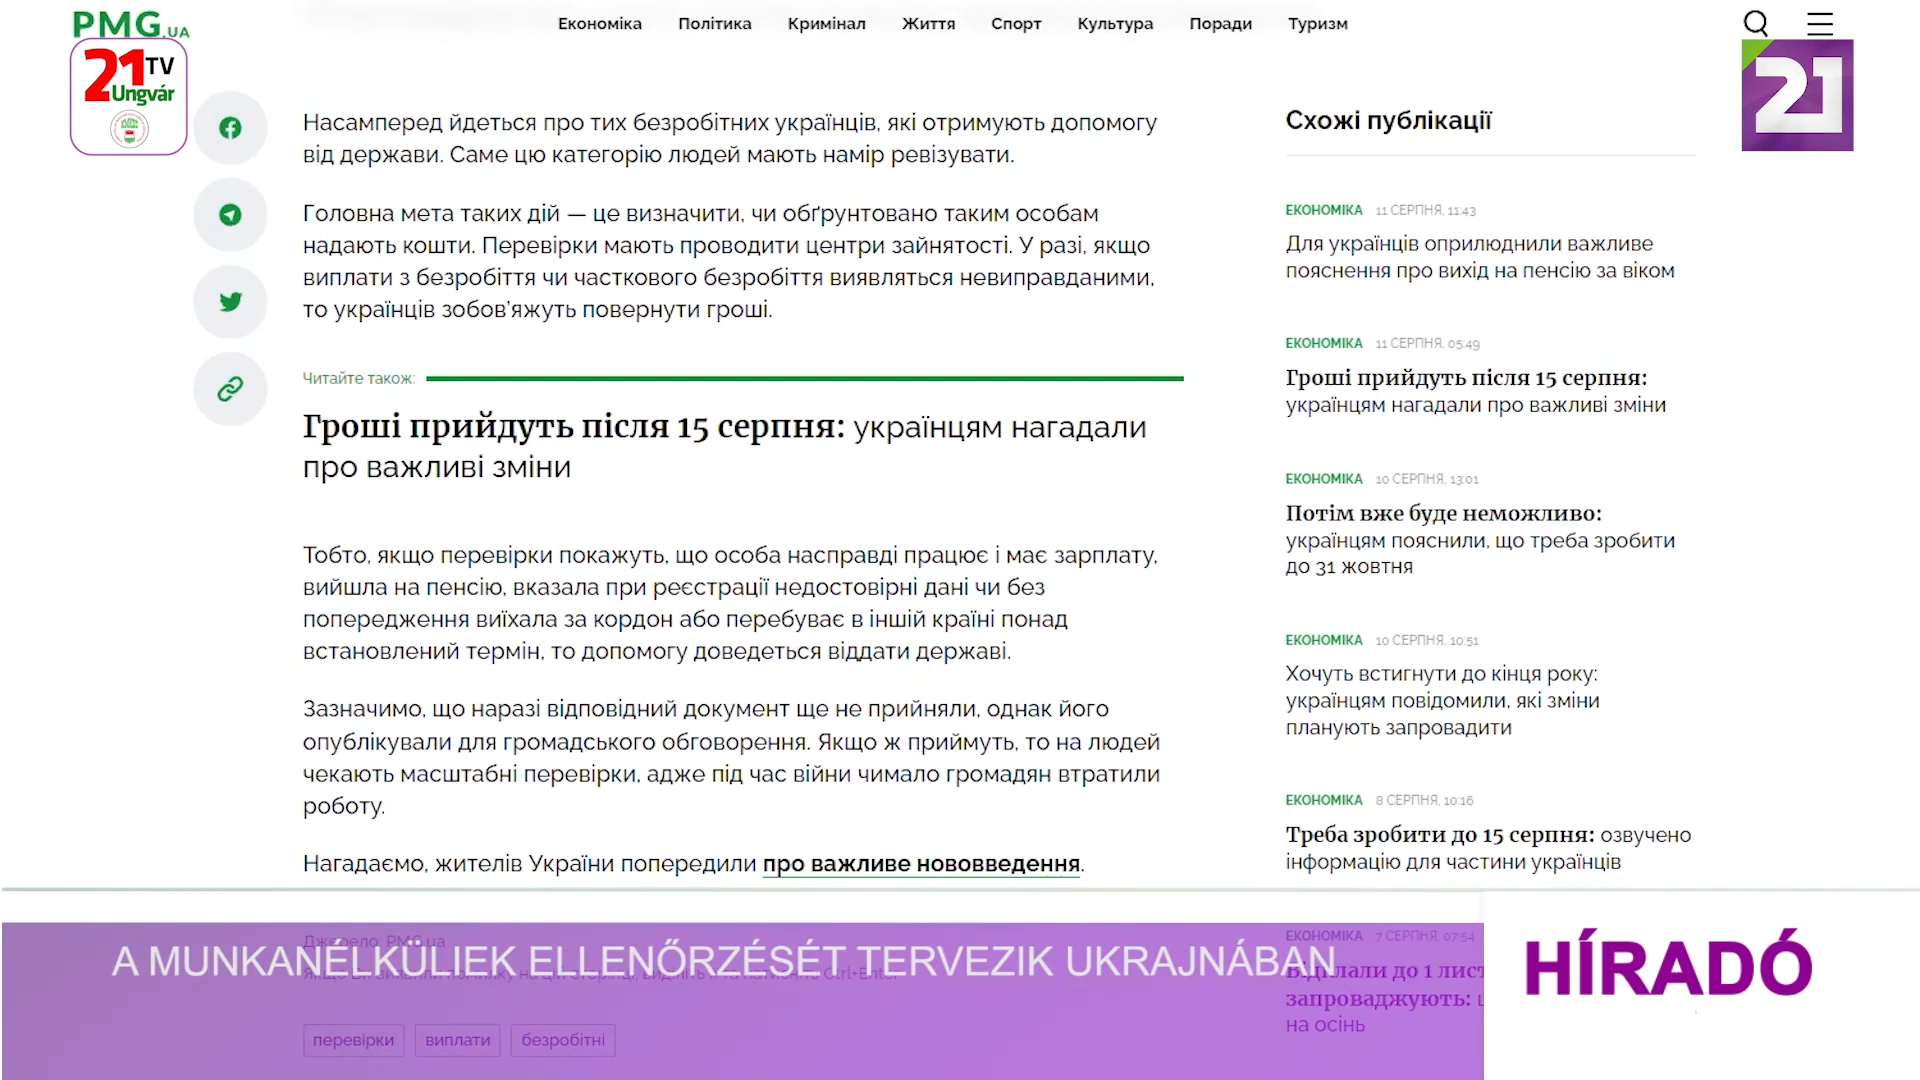 PMG.UA
Економіка Політика Кримінал Життя Спорт Культура Поради Туризм
21 TV
Ungvár
21
Насамперед йдеться про тих безробітних українців, які отримують допомогу
від держави. Саме цю категорію людей мають намір ревізувати.
Головна мета таких дій — це визначити, чи обґрунтовано таким особам
надають кошти. Перевірки мають проводити центри зайнятості. У разі, якщо
виплати з безробіття чи часткового безробіття виявляться невиправданими,
то українців зобов'яжуть повернути гроші.
Читайте також:
Гроші прийдуть після 15 серпня: українцям нагадали
про важливі зміни
Тобто, якщо перевірки покажуть, що особа насправді працює і має зарплату,
вийшла на пенсію, вказала при реєстрації недостовірні дані чи без
попередження виїхала за кордон або перебуває в іншій країні понад
встановлений термін, то допомогу доведеться віддати державі.
Зазначимо, що наразі відповідний документ ще не прийняли, однак його
опублікували для громадського обговорення. Якщо ж приймуть, то на людей
чекають масштабні перевірки, адже під час війни чимало громадян втратили
роботу.
Нагадаємо, жителів України попередили про важливе нововведення.
Джерело: PMG.ua
перевірки виплати безробітні
Схожі публікації
ЕКОНОМІКА 11 СЕРПНЯ, 11:43
Для українців оприлюднили важливе
пояснення про вихід на пенсію за віком
ЕКОНОМІКА 11 СЕРПНЯ, 05:49
Гроші прийдуть після 15 серпня:
українцям нагадали про важливі зміни
ЕКОНОМІКА 10 СЕРПНЯ, 13:01
Потім вже буде неможливо:
українцям пояснили, що треба зробити
до 31 жовтня
ЕКОНОМІКА 10 СЕРПНЯ, 10:51
Хочуть встигнути до кінця року:
українцям повідомили, які зміни
планують запровадити
ЕКОНОМІКА 8 СЕРПНЯ, 10:16
Треба зробити до 15 серпня: озвучено
інформацію для частини українців
ЕКОНОМІКА 7 СЕРПНЯ, 07:54
до 1 лист
запроваджують:
на осінь
A MUNKANÉLKÜLIEK ELLENŐRZÉSÉT TERVEZIK UKRAJNÁBAN
HÍRADÓ